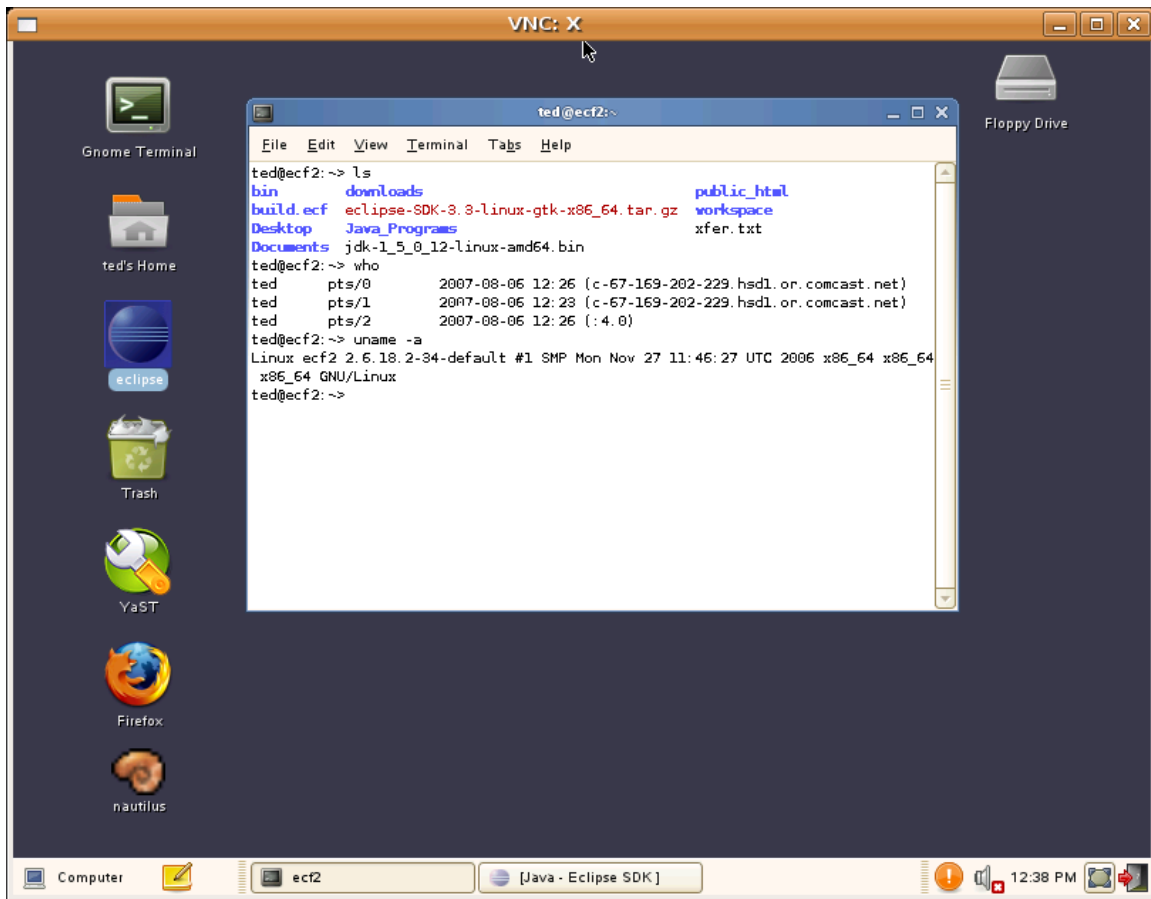 VNC: X
Gnome Terminal
ted's Home
eclipse
Trash
YaST
Firefox
nautilus
ted@ecf2:~
File Edit View Terminal Tabs Help
ted@ecf2:~> ls
bin downloads public_html
build.ecf eclipse-SDK-3.3-linux-gtk-x86_64.tar.gz workspace
Desktop Java_Programs xfer.txt
Documents jdk-1_5_0_12-linux-amd64.bin
ted@ecf2:~> who
ted pts/0 2007-08-06 12:26 (c-67-169-202-229.hsd1.or.comcast.net)
ted pts/1 2007-08-06 12:23 (c-67-169-202-229.hsd1.or.comcast.net)
ted pts/2 2007-08-06 12:26 (:4.0)
ted@ecf2:~> uname -a
Linux ecf2 2.6.18.2-34-default #1 SMP Mon Nov 27 11:46:27 UTC 2006 x86_64 x86_64
x86_64 GNU/Linux
ted@ecf2:~>
Floppy Drive
Computer
ecf2
[Java - Eclipse SDK]
12:38 PM